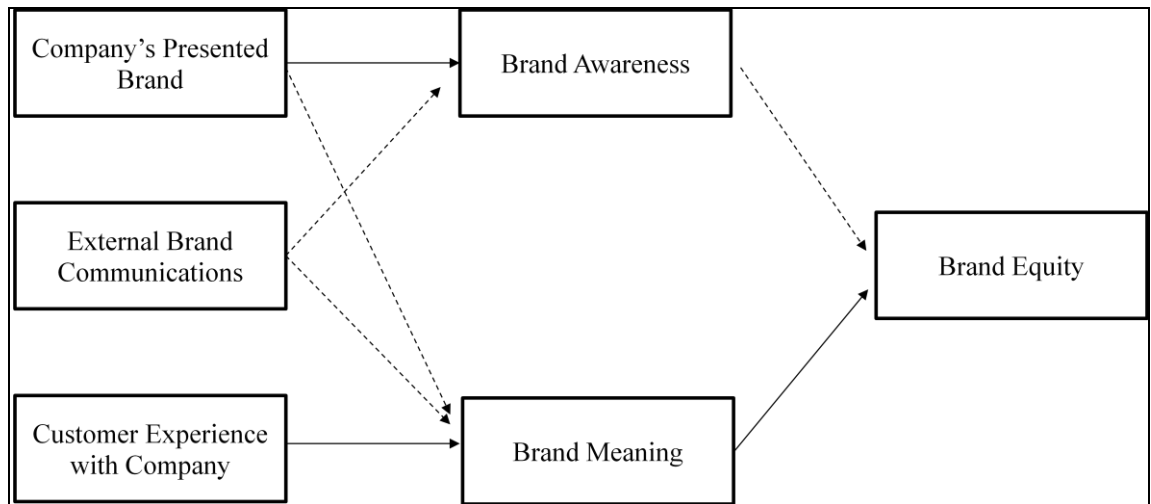 Company’s Presented
Brand
Brand Awareness
External Brand
Communications
Brand Equity
Customer Experience
with Company
Brand Meaning